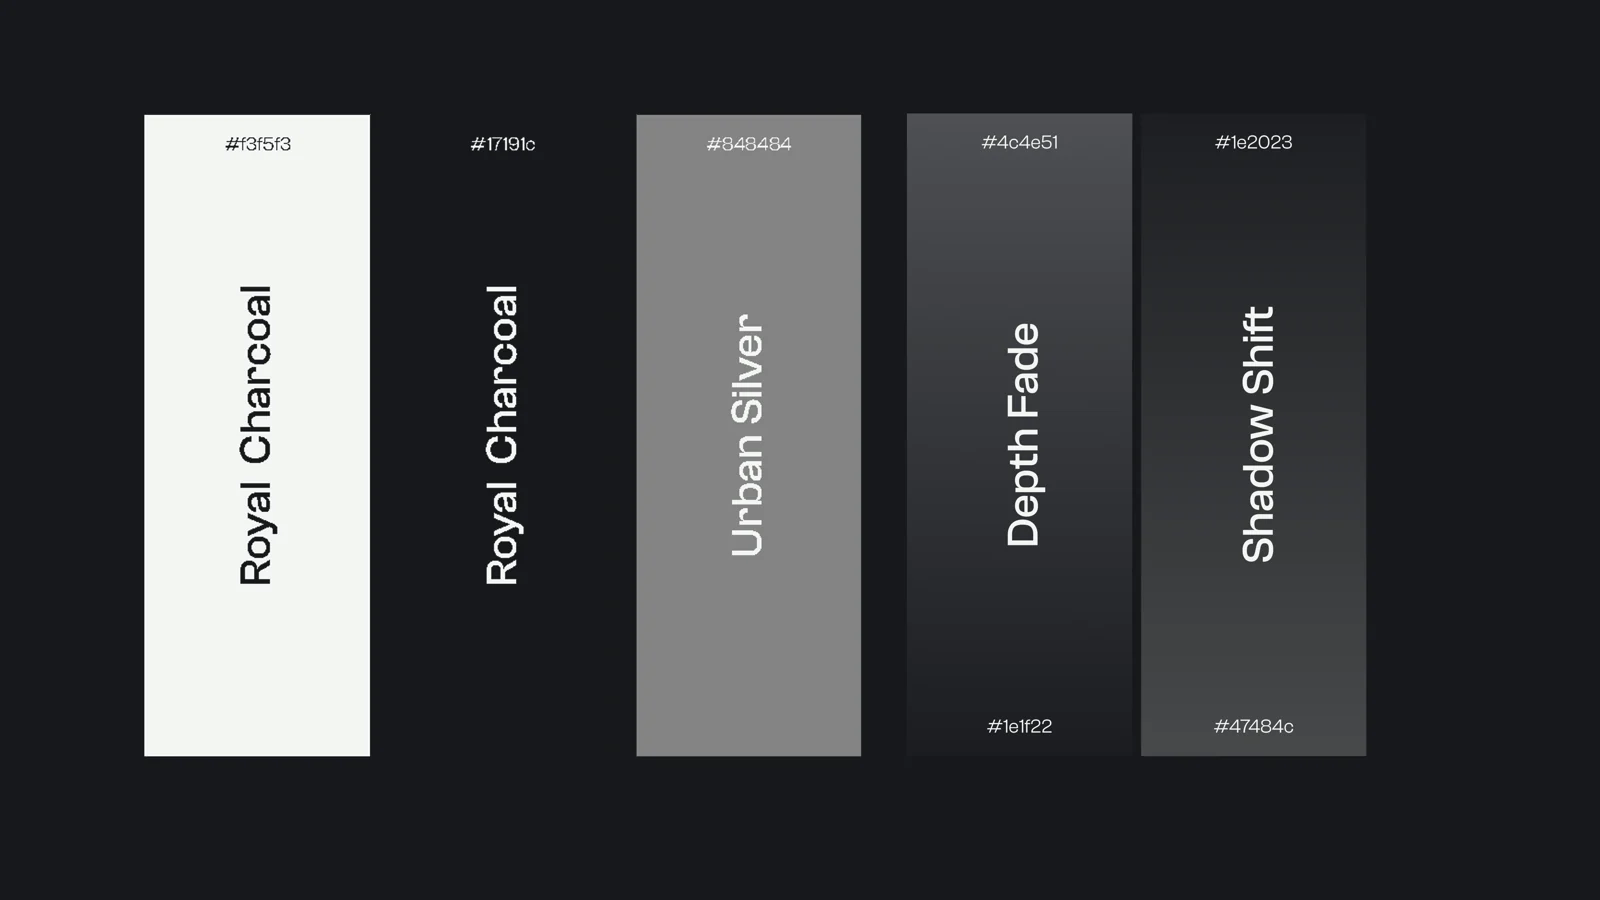 #f3f5f3
Royal Charcoal
#17191c
Royal Charcoal
#848484
Urban Silver
#4c4e51
Depth Fade
#1e1f22
#1e2023
Shadow Shift
#47484c